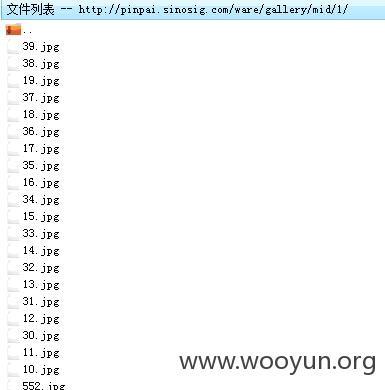 文件列表 -- http://pinpai.sinosig.com/ware/gallery/mid/1/
..
39.jpg
38.jpg
19.jpg
37.jpg
18.jpg
36.jpg
17.jpg
35.jpg
16.jpg
34.jpg
15.jpg
33.jpg
14.jpg
32.jpg
13.jpg
31.jpg
12.jpg
30.jpg
11.jpg
10.jpg
552.jpg
www.wooyun.org